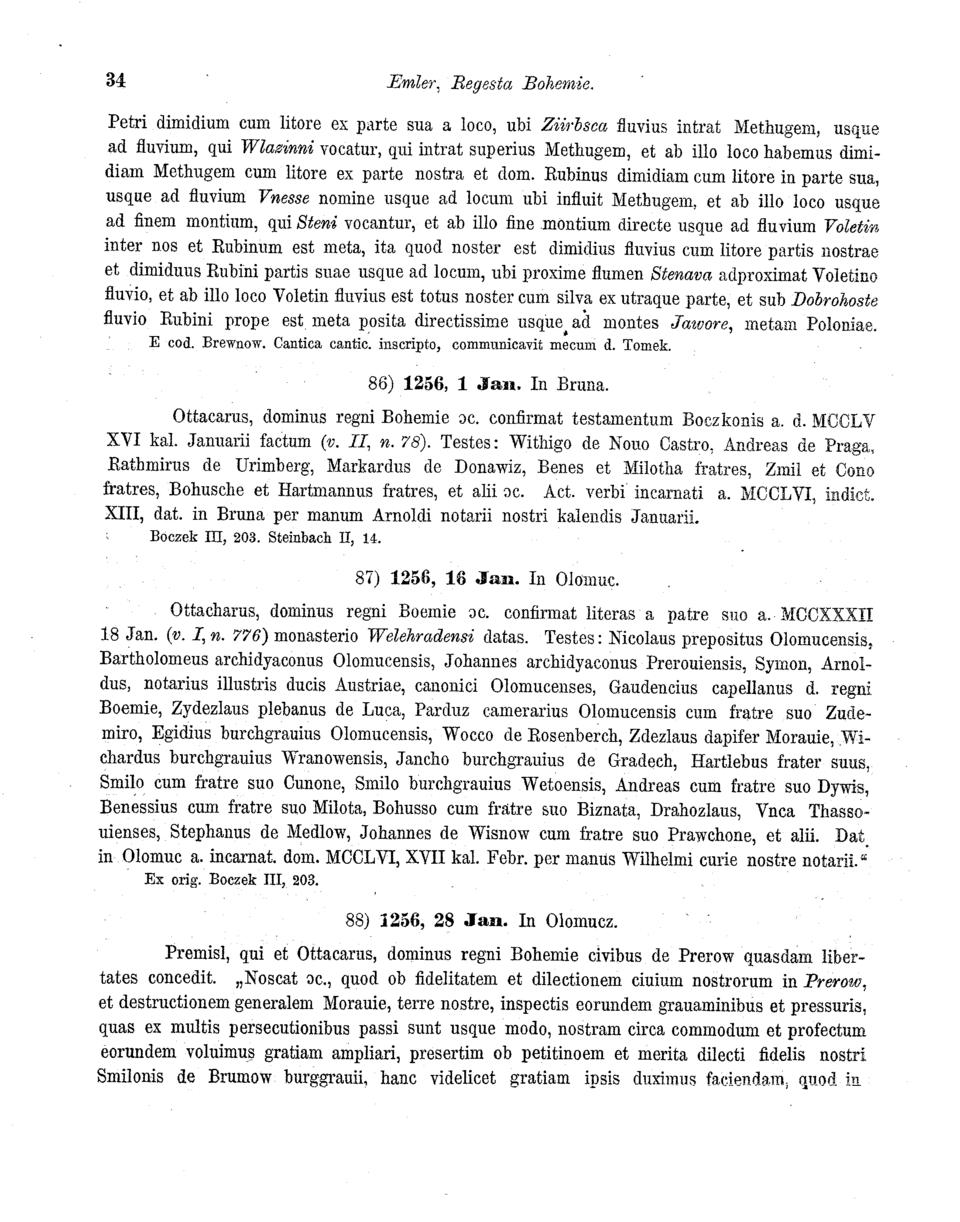 34 Emler, Regesta Bohemie.
Petri dimidium cum litore ex parte sua a loco, ubi Ziirbsca fluvius intrat Methugem, usque
ad fluvium, qui Wlazinni vocatur, qui intrat superius Methugem, et ab illo loco habemus dimi-
diam Methugem cum litore ex parte nostra et dom. Rubinus dimidiam cum litore in parte sua,
usque ad fluvium Vnesse nomine usque ad locum ubi influit Methugem, et ab illo loco usque
ad finem montium, qui Steni vocantur, et ab illo fine montium directe usque ad fluvium Voletin
inter nos et Rubinum est meta, ita quod noster est dimidius fluvius cum litore partis nostrae
et dimiduus Rubini partis suae usque ad locum, ubi proxime flumen Stenava adproximat Voletino
fluvio, et ab illo loco Voletin fluvius est totus noster cum silva ex utraque parte, et sub Dobrohoste
fluvio Rubini prope est meta posita directissime usque ad montes Jawore, metam Poloniae.
E cod. Brewnow. Cantica cantic. inscripto, communicavit mecum d. Tomek.
86) 1256, 1 Jan. In Bruna.
Ottacarus, dominus regni Bohemie ɔc. confirmat testamentum Boczkonis a. d. MCCLV
XVI kal. Januarii factum (v. II, n. 78). Testes: Withigo de Nouo Castro, Andreas de Praga,
Rathmirus de Urimberg, Markardus de Donawiz, Benes et Milotha fratres, Zmil et Cono
fratres, Bohusche et Hartmannus fratres, et alii ɔc. Act. verbi incarnati a. MCCLVI, indict.
XIII, dat. in Bruna per manum Arnoldi notarii nostri kalendis Januarii.
Boczek III, 203. Steinbach II, 14.
87) 1256, 16 Jan. In Olomuc.
Ottacharus, dominus regni Boemie ɔc. confirmat literas a patre suo a. MCCXXXII
18 Jan. (v. I, n. 776) monasterio Welehradensi datas. Testes: Nicolaus prepositus Olomucensis,
Bartholomeus archidyaconus Olomucensis, Johannes archidyaconus Prerouiensis, Symon, Arnol-
dus, notarius illustris ducis Austriae, canonici Olomucenses, Gaudencius capellanus d. regni
Boemie, Zydezlaus plebanus de Luca, Parduz camerarius Olomucensis cum fratre suo Zude-
miro, Egidius burchgrauius Olomucensis, Wocco de Rosenberch, Zdezlaus dapifer Morauie, Wi-
chardus burchgrauius Wranowensis, Jancho burchgrauius de Gradech, Hartlebus frater suus,
Smilo cum fratre suo Cunone, Smilo burchgrauius Wetoensis, Andreas cum fratre suo Dywis,
Benessius cum fratre suo Milota, Bohusso cum fratre suo Biznata, Drahozlaus, Vnca Thasso-
uienses, Stephanus de Medlow, Johannes de Wisnow cum fratre suo Prawchone, et alii. Dat.
in Olomuc a. incarnat. dom. MCCLVI, XVII kal. Febr. per manus Wilhelmi curie nostre notarii.“
Ex orig. Boczek III, 203.
88) 1256, 28 Jan. In Olomucz.
Premisl, qui et Ottacarus, dominus regni Bohemie civibus de Prerow quasdam liber-
tates concedit. „Noscat ɔc., quod ob fidelitatem et dilectionem ciuium nostrorum in Prerow,
et destructionem generalem Morauie, terre nostre, inspectis eorundem grauaminibus et pressuris,
quas ex multis persecutionibus passi sunt usque modo, nostram circa commodum et profectum
eorundem voluimus gratiam ampliari, presertim ob petitinoem et merita dilecti fidelis nostri
Smilonis de Brumow burggrauii, hanc videlicet gratiam ipsis duximus faciendam, quod in